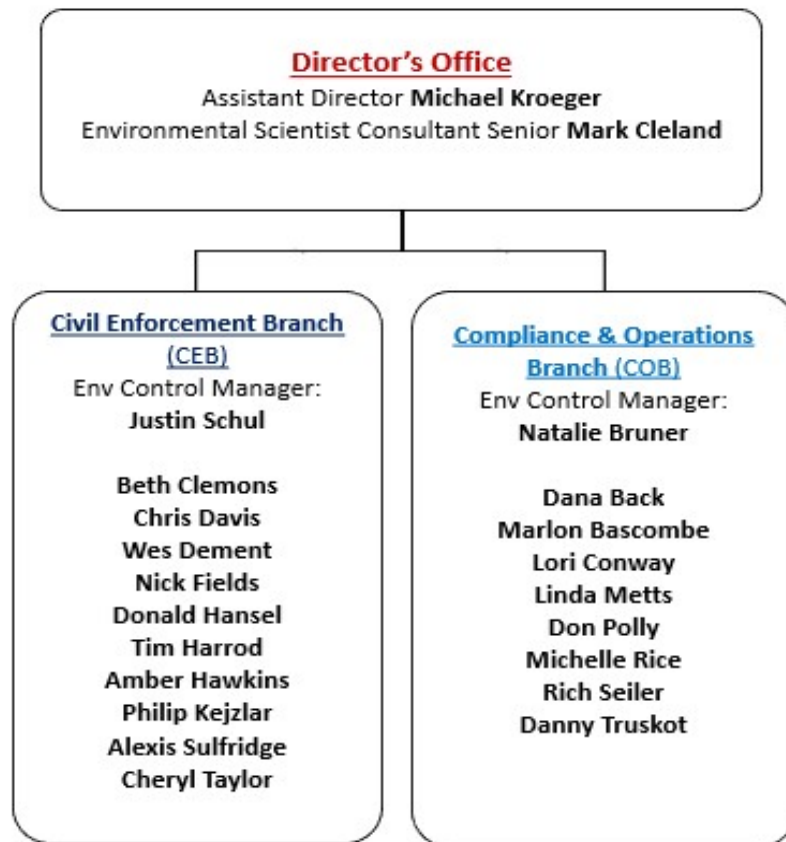 Director’s Office
Assistant Director Michael Kroeger
Environmental Scientist Consultant Senior Mark Cleland
Civil Enforcement Branch
(CEB)
Env Control Manager:
Justin Schul
Beth Clemons
Chris Davis
Wes Dement
Nick Fields
Donald Hansel
Tim Harrod
Amber Hawkins
Philip Kejzlar
Alexis Sulfridge
Cheryl Taylor
Compliance & Operations
Branch (COB)
Env Control Manager:
Natalie Bruner
Dana Back
Marlon Bascombe
Lori Conway
Linda Metts
Don Polly
Michelle Rice
Rich Seiler
Danny Truskot